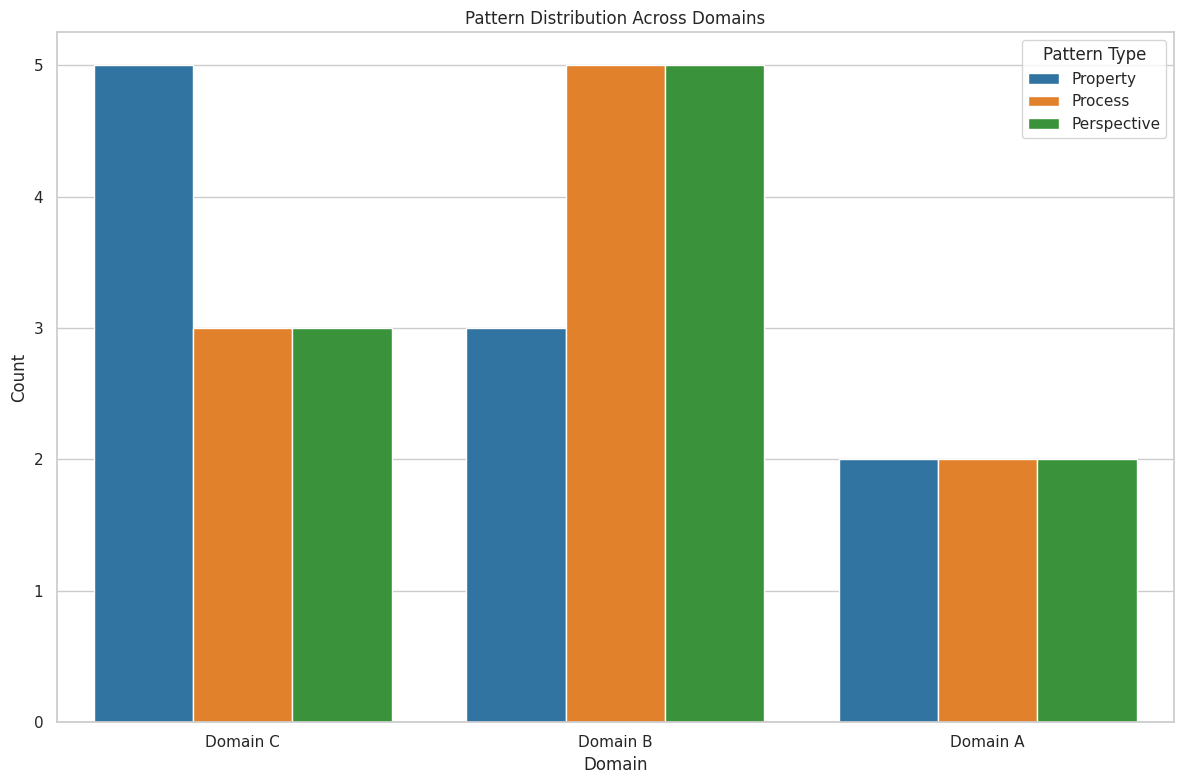 Pattern Distribution Across Domains
Pattern Type
Property
Process
Perspective
5
4
3
2
1
0
Count
Domain C
Domain B
Domain A
Domain